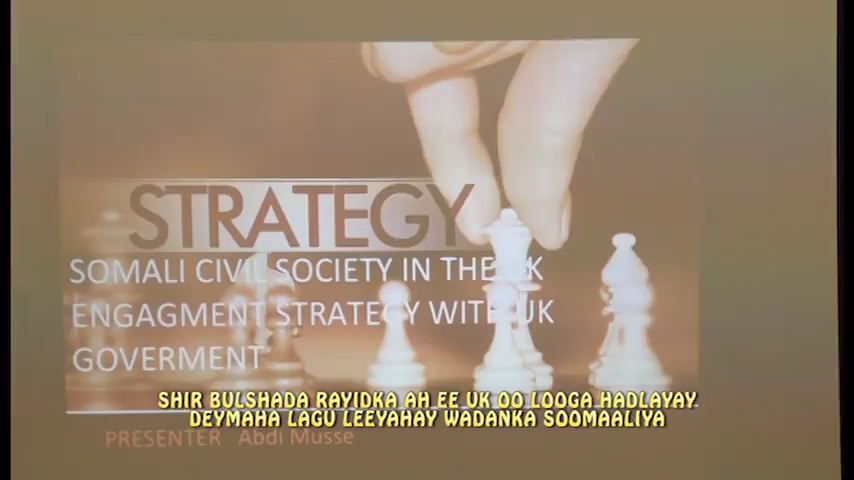 STRATEGY
SOMALI CIVIL SOCIETY IN THE UK
ENGAGMENT STRATEGY WITH UK
GOVERMENT
SHIR BULSHADA RAYIDKA AH EE UK OO LOOGA HADLAYAY
DEYMAHA LAGU LEEYAHAY WADANKA SOOMAALIYA
PRESENTER Abdi Musse